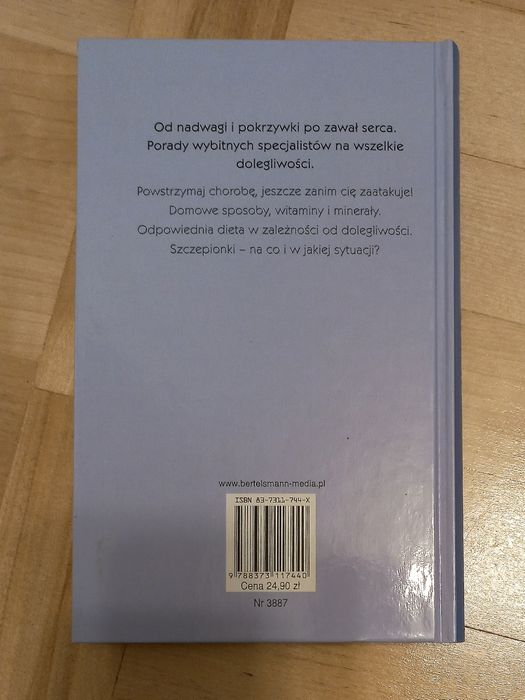 Od nadwagi i pokrzywki po zawał serca.
Porady wybitnych specjalistów na wszelkie
dolegliwości.
Powstrzymaj chorobę, jeszcze zanim cię zaatakuje!
Domowe sposoby, witaminy i minerały.
Odpowiednia dieta w zależności od dolegliwości.
Szczepionki – na co i w jakiej sytuacji?
www.bertelsmann-media.pl
ISBN 83-7311-744-X
9 788373 117440
Cena 24,90 zł
Nr 3887